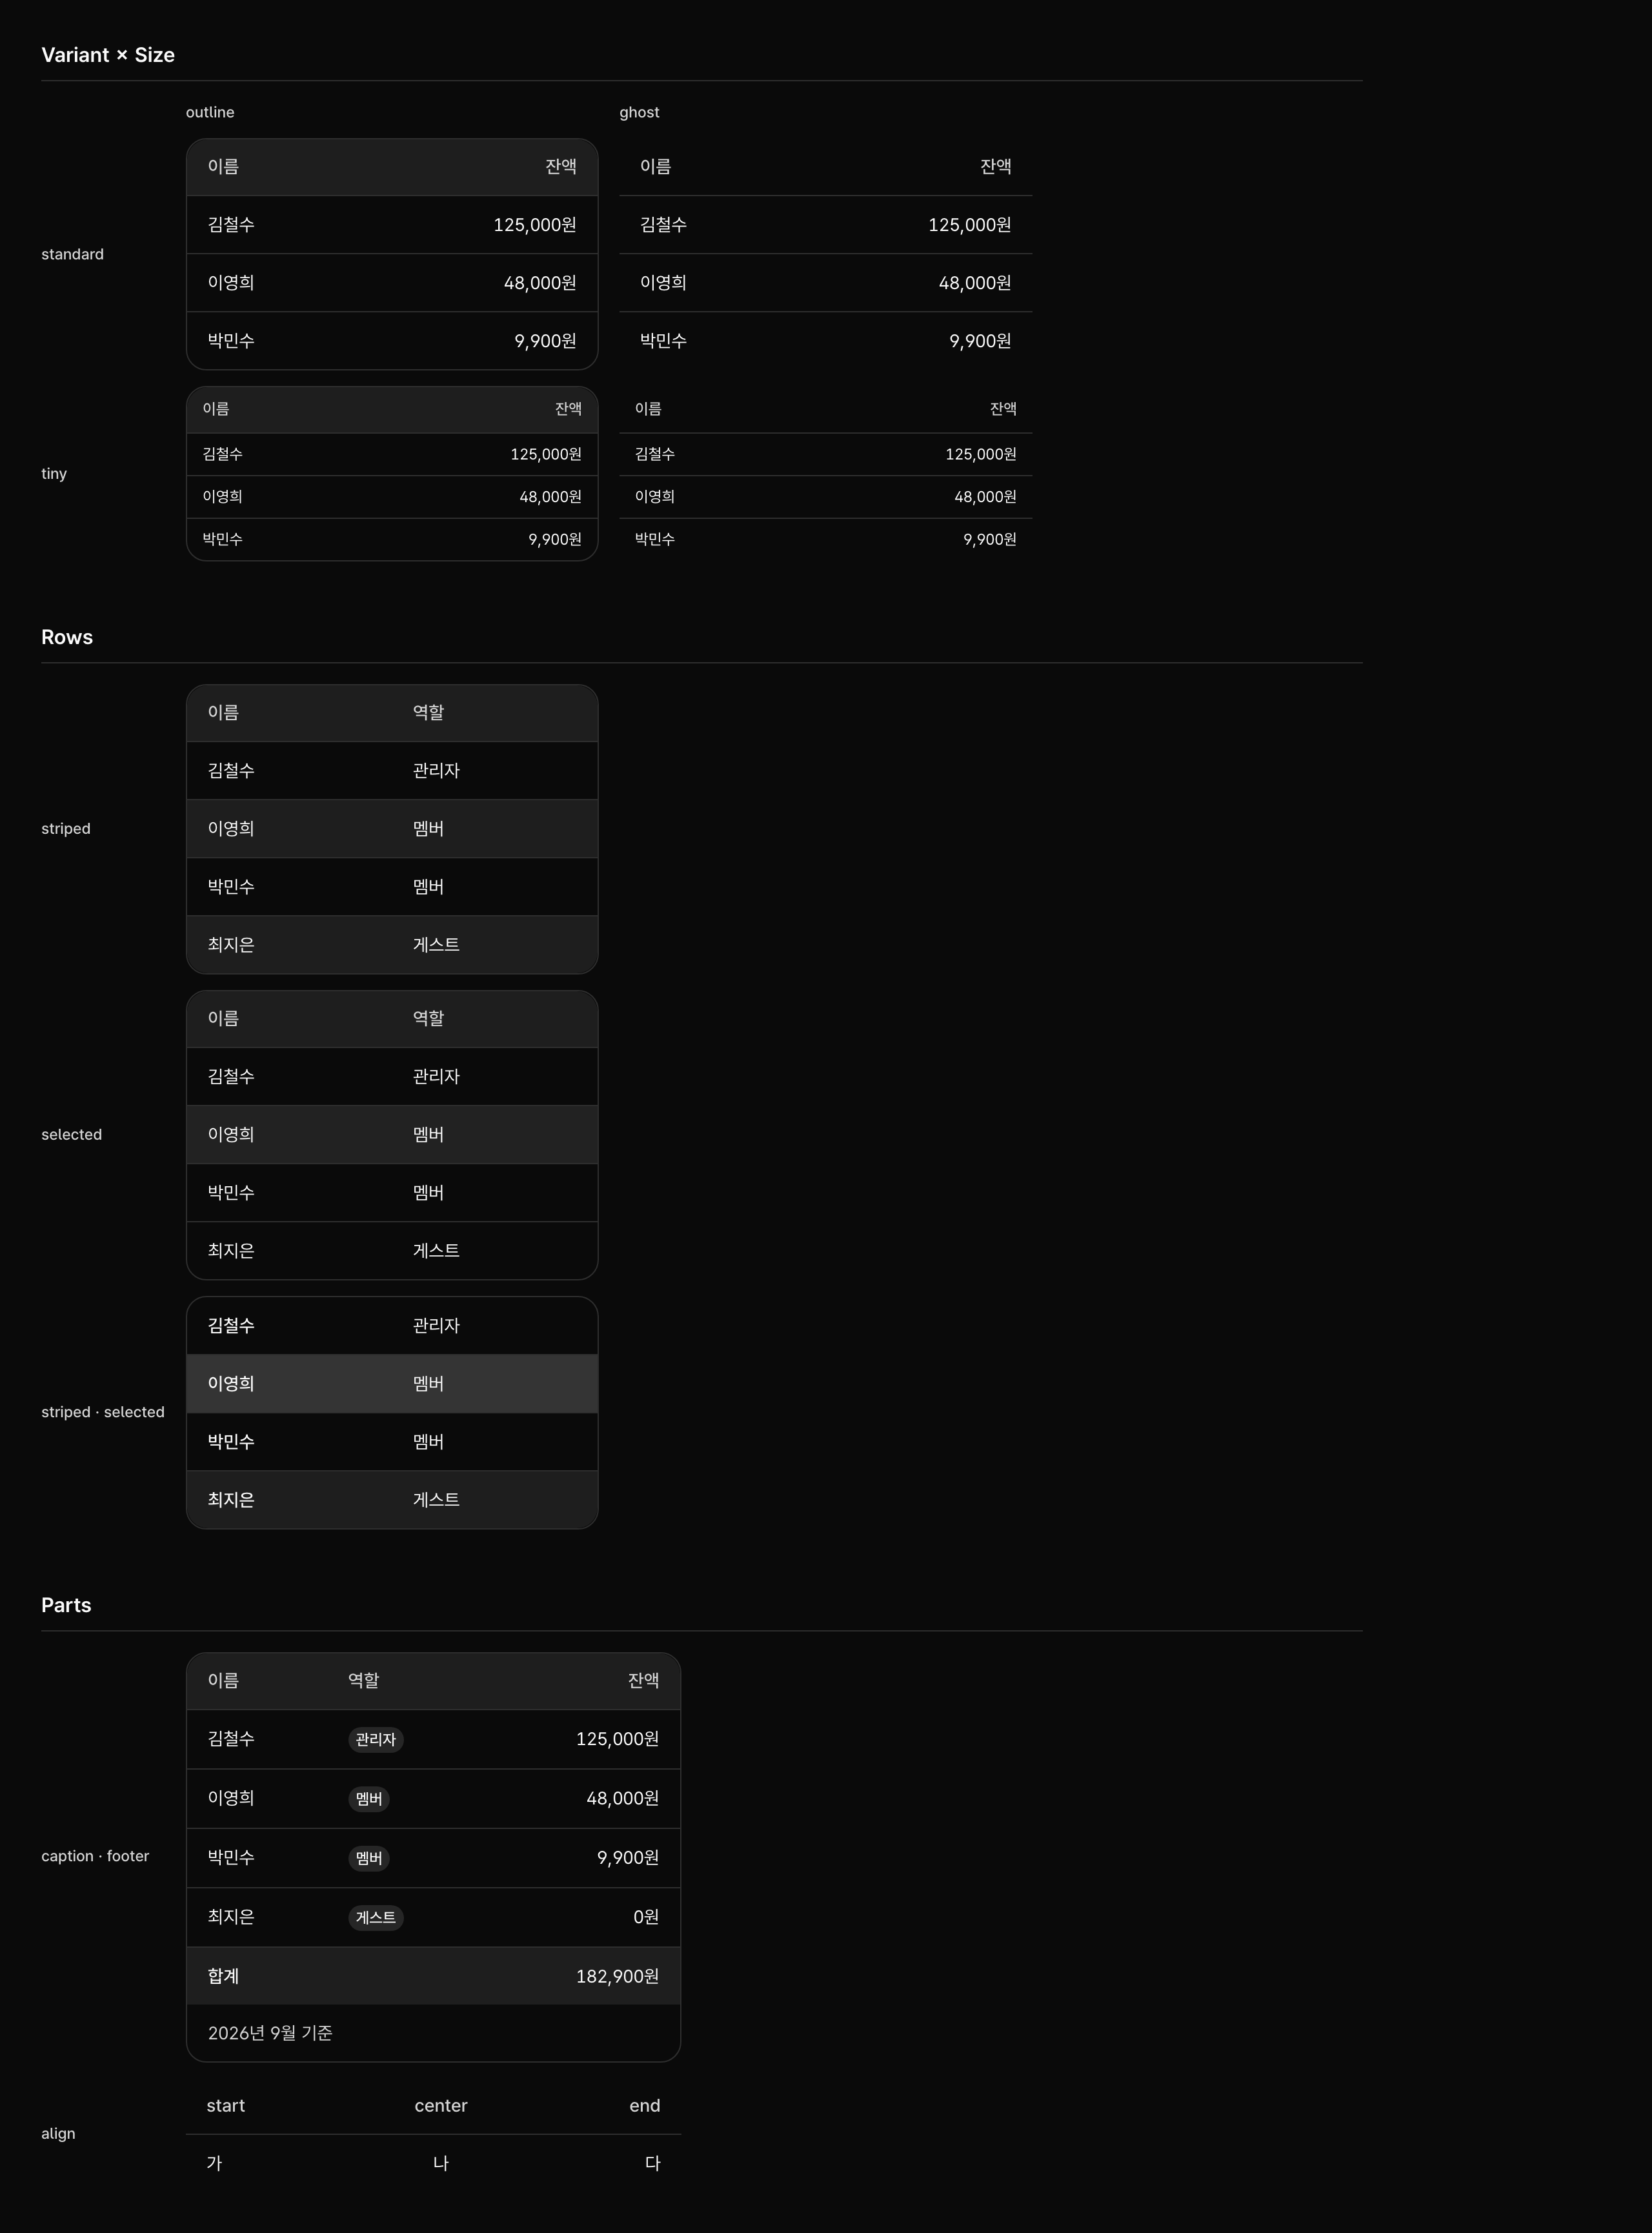 Variant × Size
outline ghost
standard
이름 잔액 이름 잔액
김철수 125,000원 김철수 125,000원
이영희 48,000원 이영희 48,000원
박민수 9,900원 박민수 9,900원
tiny
이름 잔액 이름 잔액
김철수 125,000원 김철수 125,000원
이영희 48,000원 이영희 48,000원
박민수 9,900원 박민수 9,900원
Rows
striped
이름 역할
김철수 관리자
이영희 멤버
박민수 멤버
최지은 게스트
selected
이름 역할
김철수 관리자
이영희 멤버
박민수 멤버
최지은 게스트
striped · selected
김철수 관리자
이영희 멤버
박민수 멤버
최지은 게스트
Parts
caption · footer
이름 역할 잔액
김철수 관리자 125,000원
이영희 멤버 48,000원
박민수 멤버 9,900원
최지은 게스트 0원
합계 182,900원
2026년 9월 기준
align
start center end
가 나 다